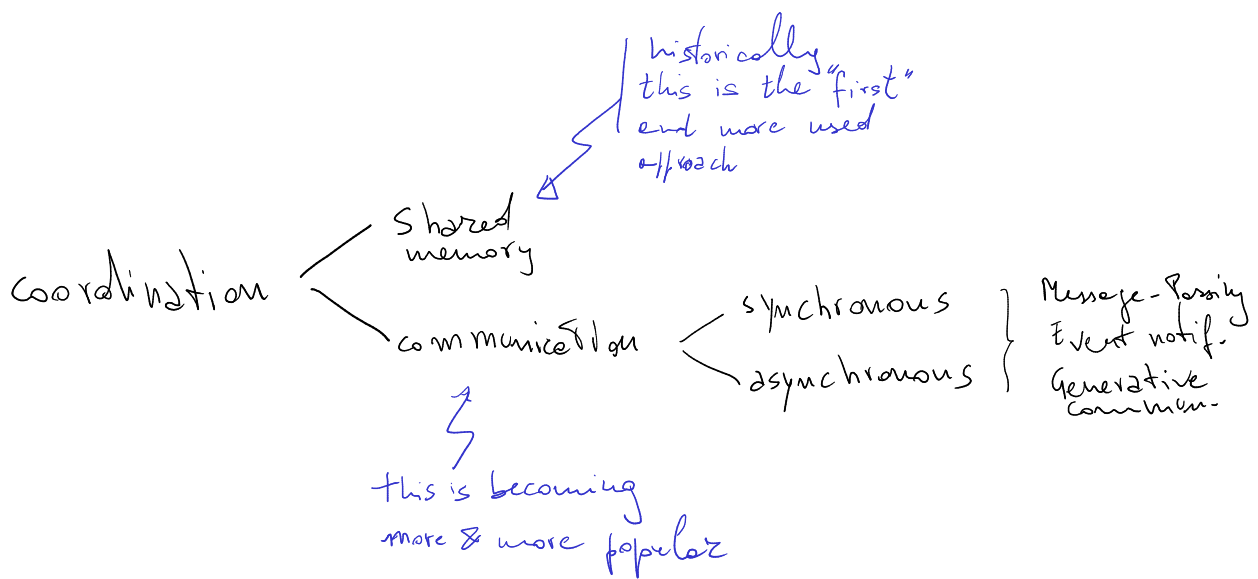 historically
this is the "first"
and more used
approach
shared
memory
coordination
communication
synchronous
asynchronous
Message-Passing
Event notif.
Generative
commun.
this is becoming
more & more popular